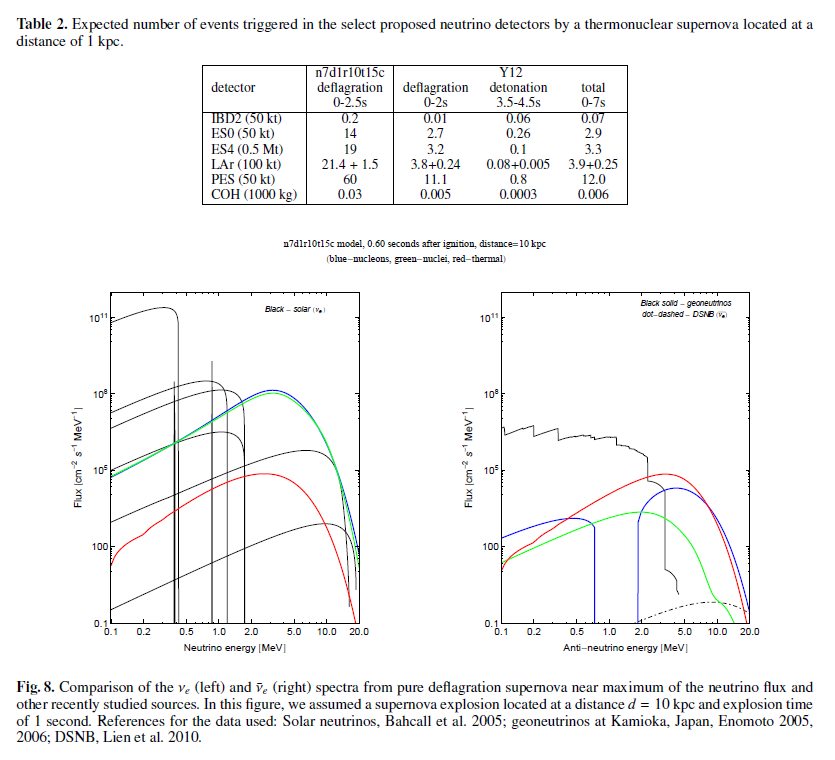 Table 2. Expected number of events triggered in the select proposed neutrino detectors by a thermonuclear supernova located at a
distance of 1 kpc.
n7d1r10t15c Y12
detector deflagration deflagration detonation total
0-2.5s 0-2s 3.5-4.5s 0-7s
IBD2 (50 kt) 0.2 0.01 0.06 0.07
ES0 (50 kt) 14 2.7 0.26 2.9
ES4 (0.5 Mt) 19 3.2 0.1 3.3
LAr (100 kt) 21.4 + 1.5 3.8+0.24 0.08+0.005 3.9+0.25
PES (50 kt) 60 11.1 0.8 12.0
COH (1000 kg) 0.03 0.005 0.0003 0.006
n7d1r10t15c model, 0.60 seconds after ignition, distance=10 kpc
(blue−nucleons, green−nuclei, red−thermal)
Black − solar (νₑ)
10¹¹
10⁸
10⁵
100
0.1
Flux [cm⁻² s⁻¹ MeV⁻¹]
0.1 0.2 0.5 1.0 2.0 5.0 10.0 20.0
Neutrino energy [MeV]
Black solid − geoneutrinos
dot−dashed − DSNB (ν̄ₑ)
10¹¹
10⁸
10⁵
100
0.1
Flux [cm⁻² s⁻¹ MeV⁻¹]
0.1 0.2 0.5 1.0 2.0 5.0 10.0 20.0
Anti−neutrino energy [MeV]
Fig. 8. Comparison of the νₑ (left) and ν̄ₑ (right) spectra from pure deflagration supernova near maximum of the neutrino flux and
other recently studied sources. In this figure, we assumed a supernova explosion located at a distance d = 10 kpc and explosion time
of 1 second. References for the data used: Solar neutrinos, Bahcall et al. 2005; geoneutrinos at Kamioka, Japan, Enomoto 2005,
2006; DSNB, Lien et al. 2010.